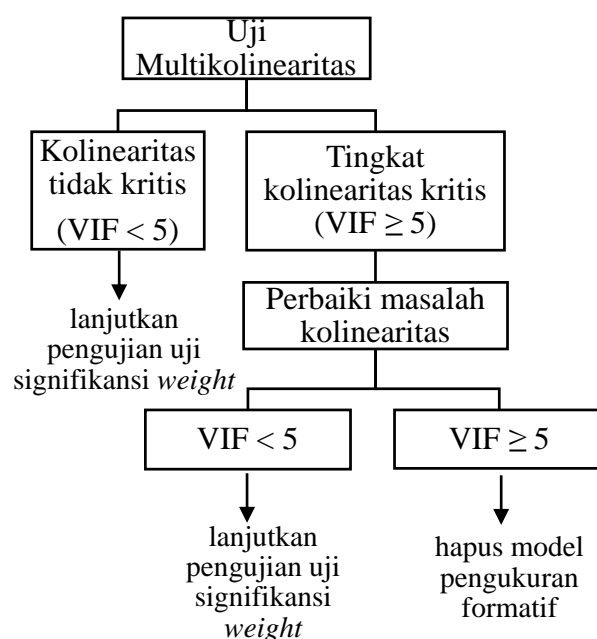 Uji
Multikolinearitas
Kolinearitas
tidak kritis
(VIF < 5)
Tingkat
kolinearitas kritis
(VIF ≥ 5)
lanjutkan
pengujian uji
signifikansi weight
Perbaiki masalah
kolinearitas
VIF < 5
VIF ≥ 5
lanjutkan
pengujian uji
signifikansi
weight
hapus model
pengukuran
formatif